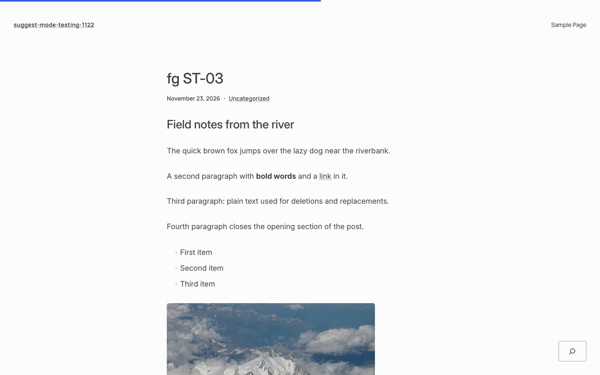 suggest-mode-testing-1122
Sample Page
fg ST-03
November 23, 2026 · Uncategorized
Field notes from the river
The quick brown fox jumps over the lazy dog near the riverbank.
A second paragraph with bold words and a link in it.
Third paragraph: plain text used for deletions and replacements.
Fourth paragraph closes the opening section of the post.
First item
Second item
Third item